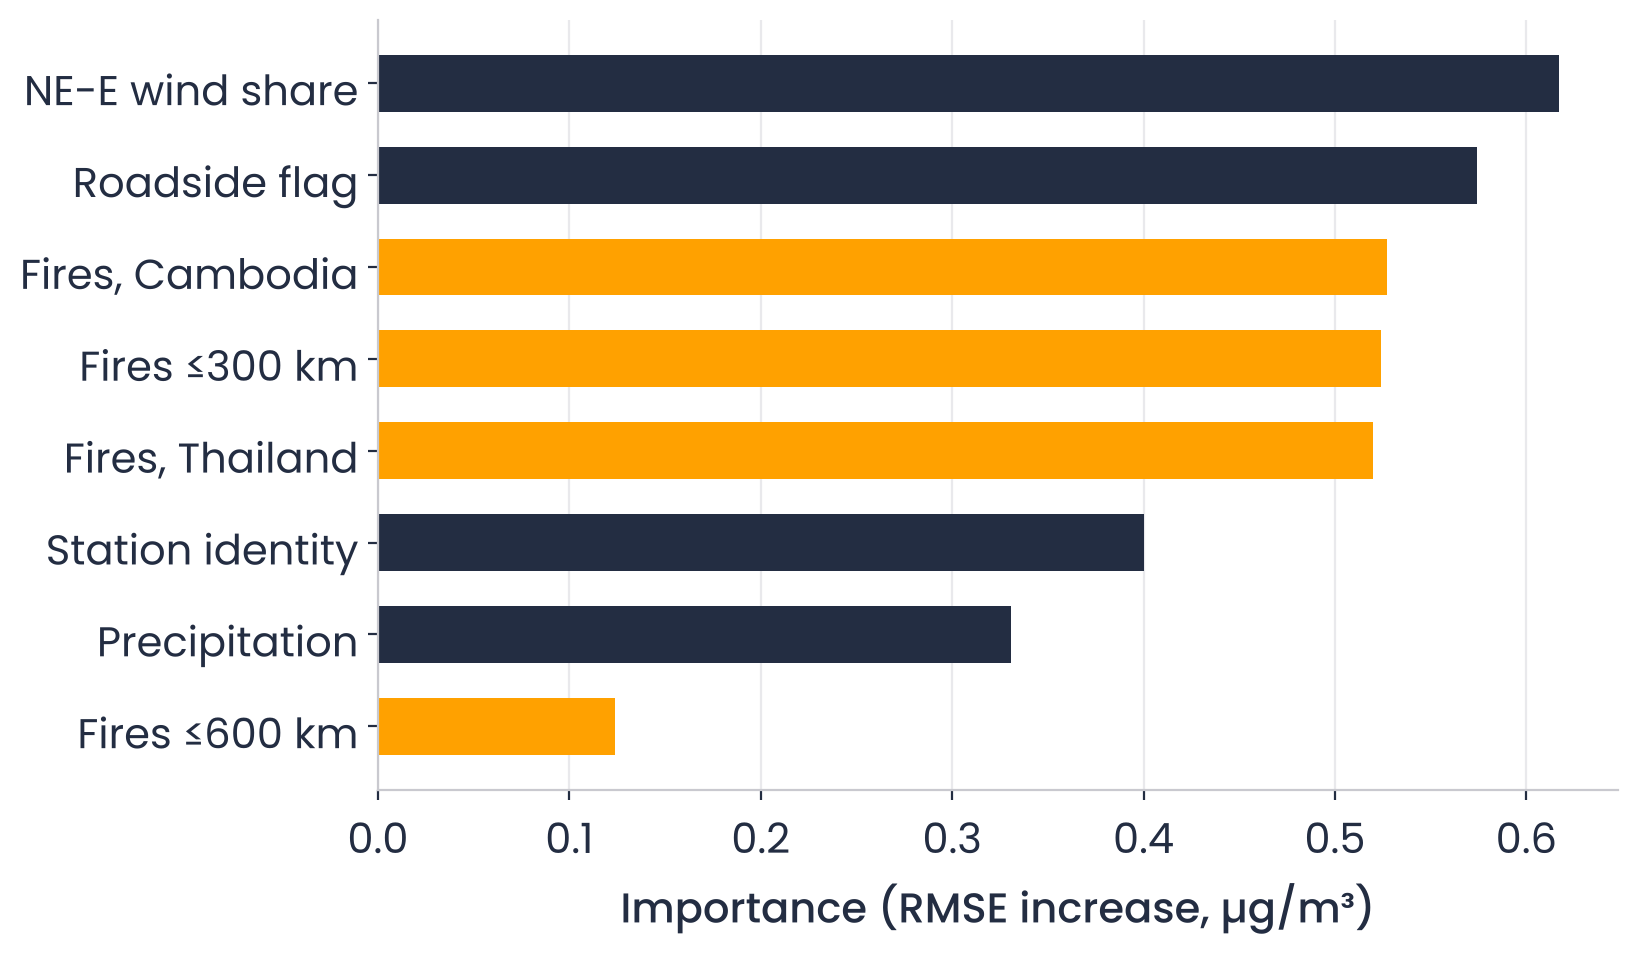 NE-E wind share
Roadside flag
Fires, Cambodia
Fires ≤300 km
Fires, Thailand
Station identity
Precipitation
Fires ≤600 km
0.0 0.1 0.2 0.3 0.4 0.5 0.6
Importance (RMSE increase, µg/m³)